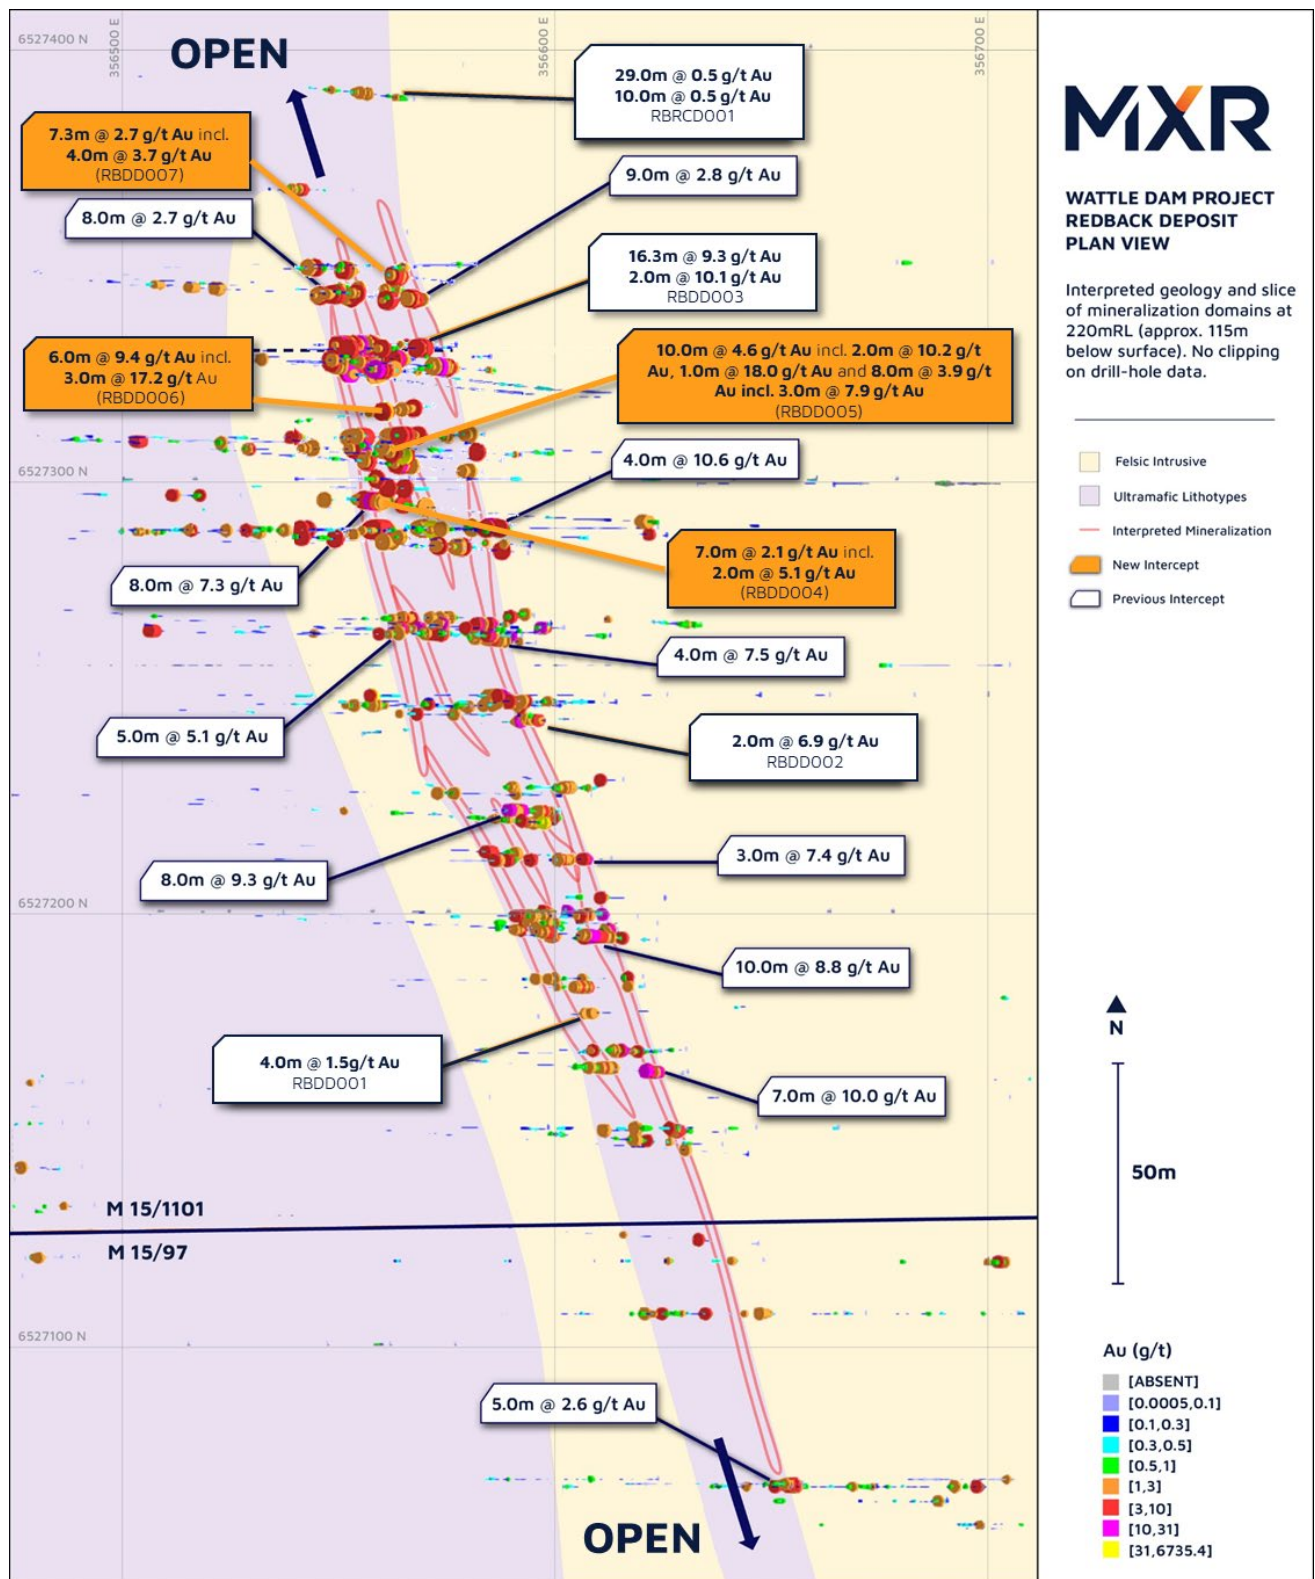 6527400 N
356500 E
OPEN
356600 E
356700 E
29.0m @ 0.5 g/t Au
10.0m @ 0.5 g/t Au
RBRCD001
7.3m @ 2.7 g/t Au incl.
4.0m @ 3.7 g/t Au
(RBDD007)
9.0m @ 2.8 g/t Au
8.0m @ 2.7 g/t Au
16.3m @ 9.3 g/t Au
2.0m @ 10.1 g/t Au
RBDD003
6.0m @ 9.4 g/t Au incl.
3.0m @ 17.2 g/t Au
(RBDD006)
10.0m @ 4.6 g/t Au incl. 2.0m @ 10.2 g/t
Au, 1.0m @ 18.0 g/t Au and 8.0m @ 3.9 g/t
Au incl. 3.0m @ 7.9 g/t Au
(RBDD005)
4.0m @ 10.6 g/t Au
6527300 N
7.0m @ 2.1 g/t Au incl.
2.0m @ 5.1 g/t Au
(RBDD004)
8.0m @ 7.3 g/t Au
4.0m @ 7.5 g/t Au
5.0m @ 5.1 g/t Au
2.0m @ 6.9 g/t Au
RBDD002
3.0m @ 7.4 g/t Au
8.0m @ 9.3 g/t Au
6527200 N
10.0m @ 8.8 g/t Au
4.0m @ 1.5g/t Au
RBDD001
7.0m @ 10.0 g/t Au
M 15/1101
M 15/97
6527100 N
5.0m @ 2.6 g/t Au
OPEN
MXR
WATTLE DAM PROJECT
REDBACK DEPOSIT
PLAN VIEW
Interpreted geology and slice
of mineralization domains at
220mRL (approx. 115m
below surface). No clipping
on drill-hole data.
Felsic Intrusive
Ultramafic Lithotypes
Interpreted Mineralization
New Intercept
Previous Intercept
N
50m
Au (g/t)
[ABSENT]
[0.0005,0.1]
[0.1,0.3]
[0.3,0.5]
[0.5,1]
[1,3]
[3,10]
[10,31]
[31,6735.4]